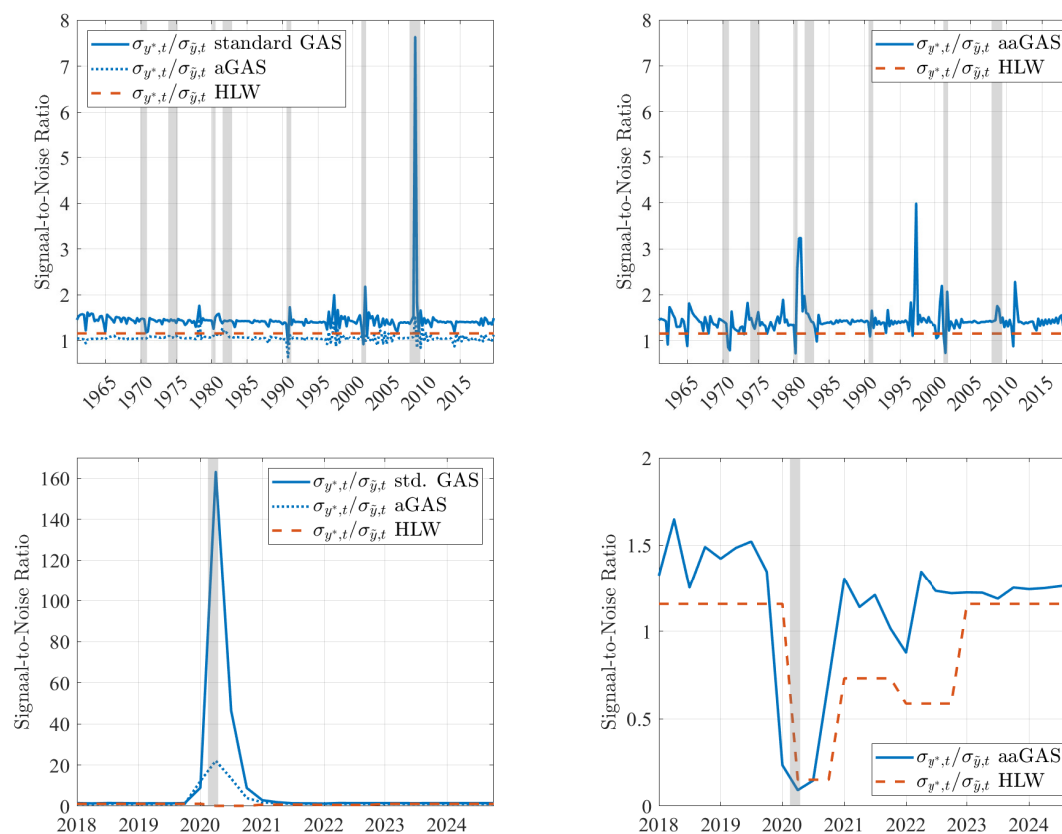 Signaal-to-Noise Ratio
8
7
6
5
4
3
2
1
σ_{y*,t}/σ_{ỹ,t} standard GAS
σ_{y*,t}/σ_{ỹ,t} aGAS
σ_{y*,t}/σ_{ỹ,t} HLW
1965 1970 1975 1980 1985 1990 1995 2000 2005 2010 2015
Signaal-to-Noise Ratio
8
7
6
5
4
3
2
1
σ_{y*,t}/σ_{ỹ,t} aaGAS
σ_{y*,t}/σ_{ỹ,t} HLW
1965 1970 1975 1980 1985 1990 1995 2000 2005 2010 2015
Signaal-to-Noise Ratio
160
140
120
100
80
60
40
20
0
σ_{y*,t}/σ_{ỹ,t} std. GAS
σ_{y*,t}/σ_{ỹ,t} aGAS
σ_{y*,t}/σ_{ỹ,t} HLW
2018 2019 2020 2021 2022 2023 2024
Signaal-to-Noise Ratio
2
1.5
1
0.5
0
σ_{y*,t}/σ_{ỹ,t} aaGAS
σ_{y*,t}/σ_{ỹ,t} HLW
2018 2019 2020 2021 2022 2023 2024